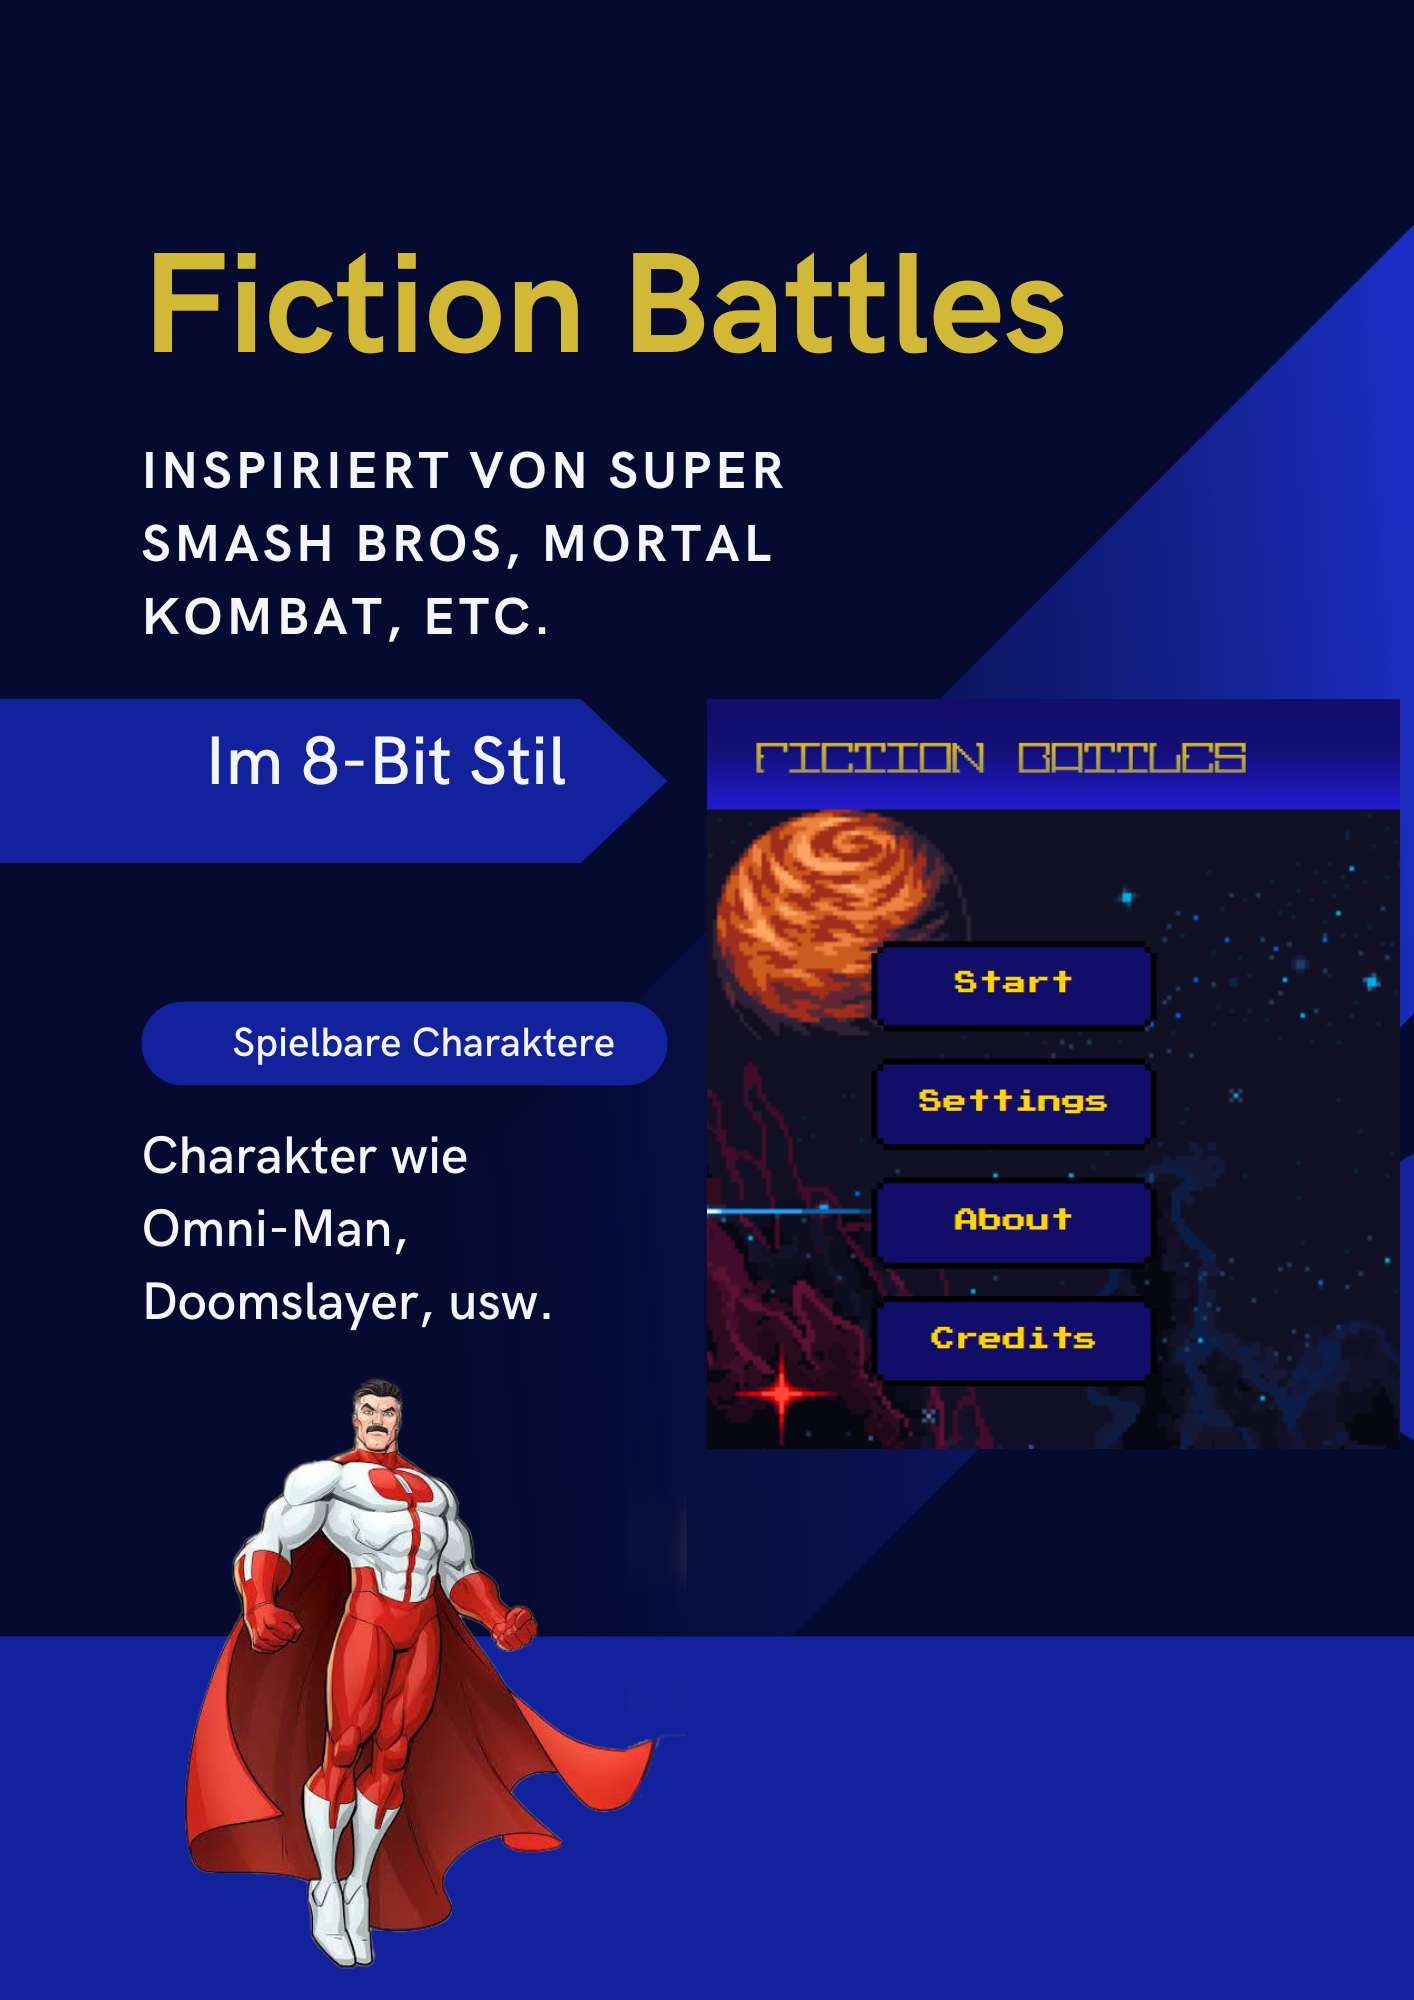 Fiction Battles
INSPIRIERT VON SUPER
SMASH BROS, MORTAL
KOMBAT, ETC.
Im 8-Bit Stil
Spielbare Charaktere
Charakter wie
Omni-Man,
Doomslayer, usw.
FICTION BATTLES
Start
Settings
About
Credits